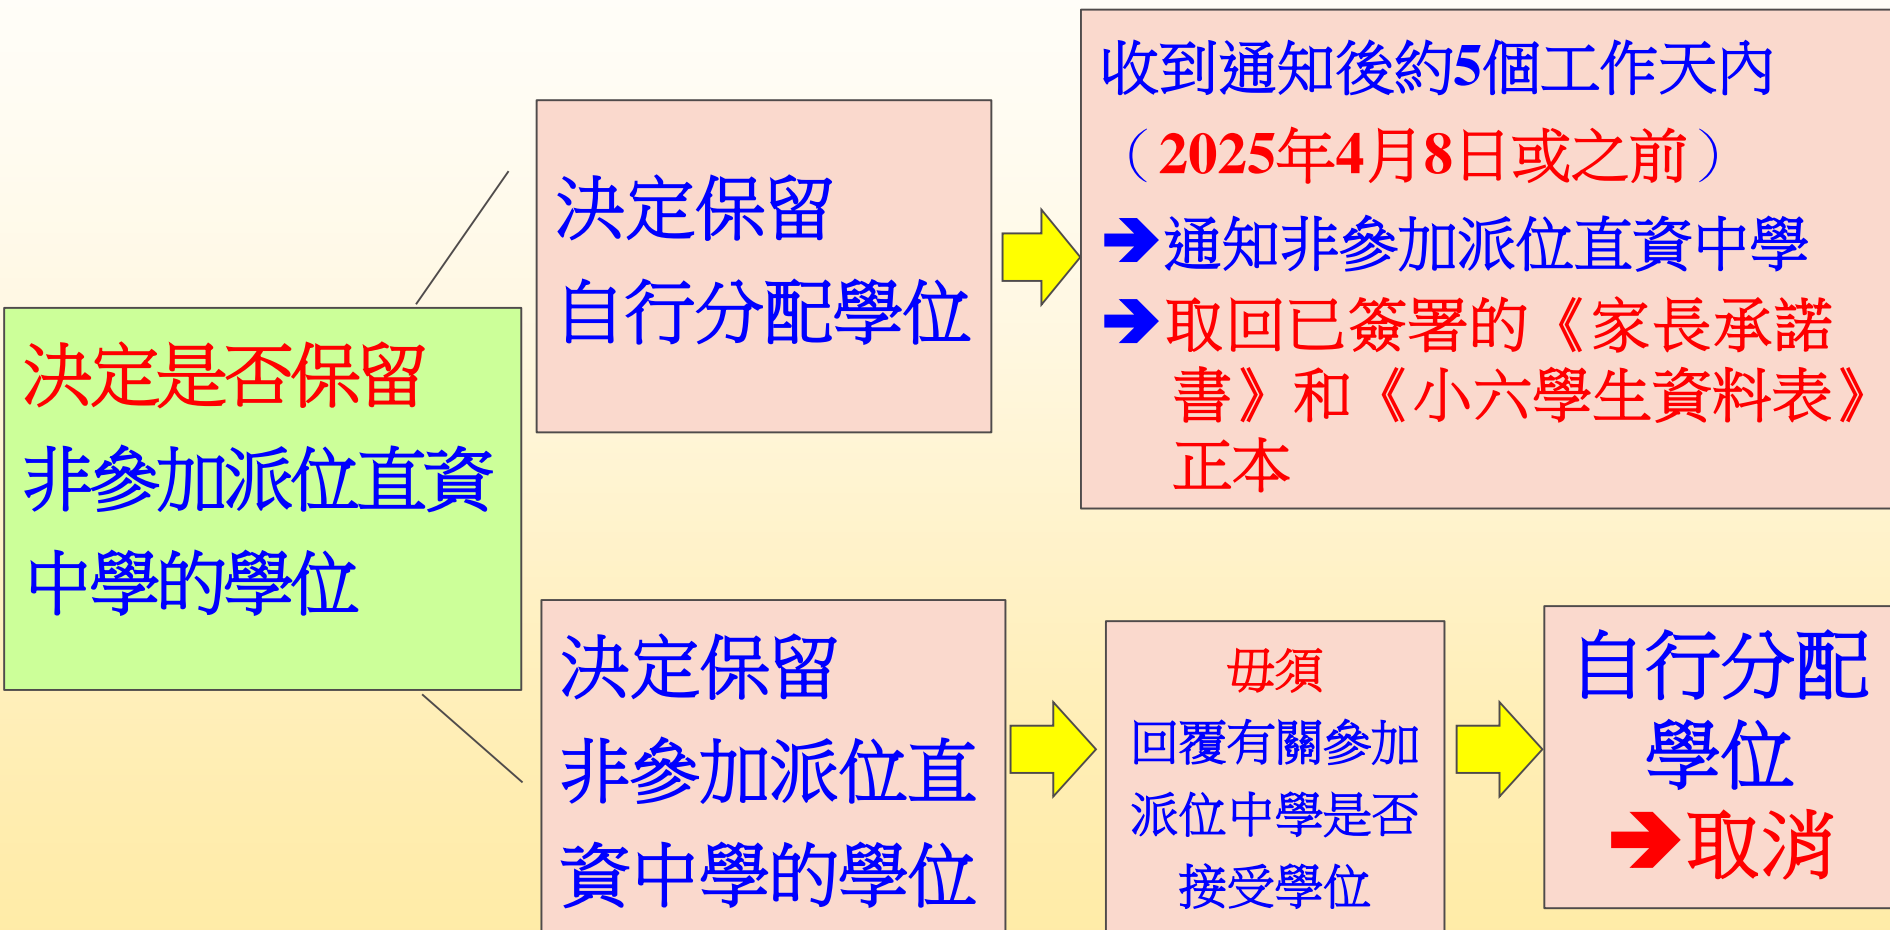 決定是否保留
非參加派位直資
中學的學位
決定保留
自行分配學位
收到通知後約5個工作天內
（2025年4月8日或之前）
➔通知非參加派位直資中學
➔取回已簽署的《家長承諾
書》和《小六學生資料表》
正本
決定保留
非參加派位直
資中學的學位
毋須
回覆有關參加
派位中學是否
接受學位
自行分配
學位
➔取消